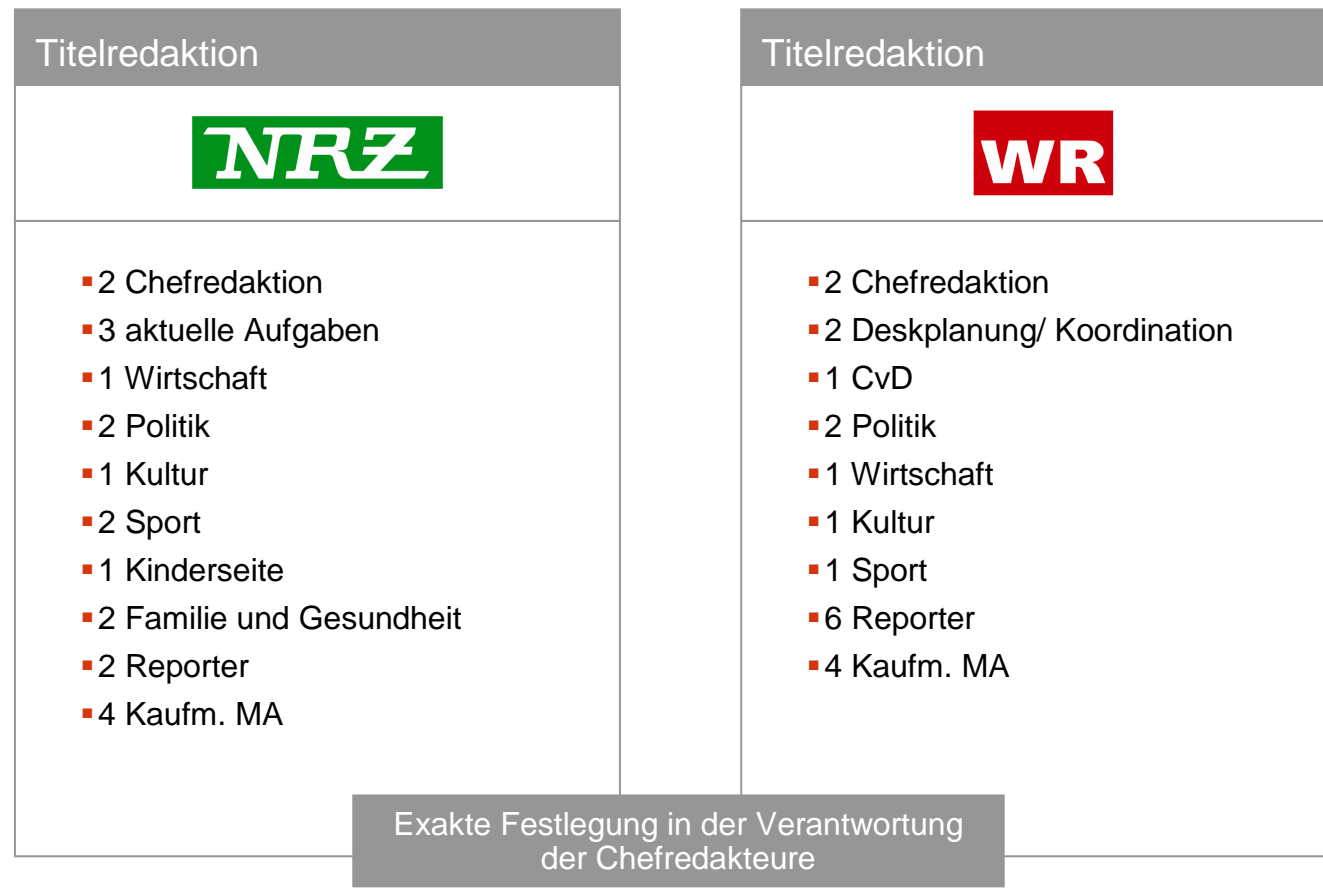 Titelredaktion
NRZ
2 Chefredaktion
3 aktuelle Aufgaben
1 Wirtschaft
2 Politik
1 Kultur
2 Sport
1 Kinderseite
2 Familie und Gesundheit
2 Reporter
4 Kaufm. MA
Titelredaktion
WR
2 Chefredaktion
2 Deskplanung/ Koordination
1 CvD
2 Politik
1 Wirtschaft
1 Kultur
1 Sport
6 Reporter
4 Kaufm. MA
Exakte Festlegung in der Verantwortung
der Chefredakteure